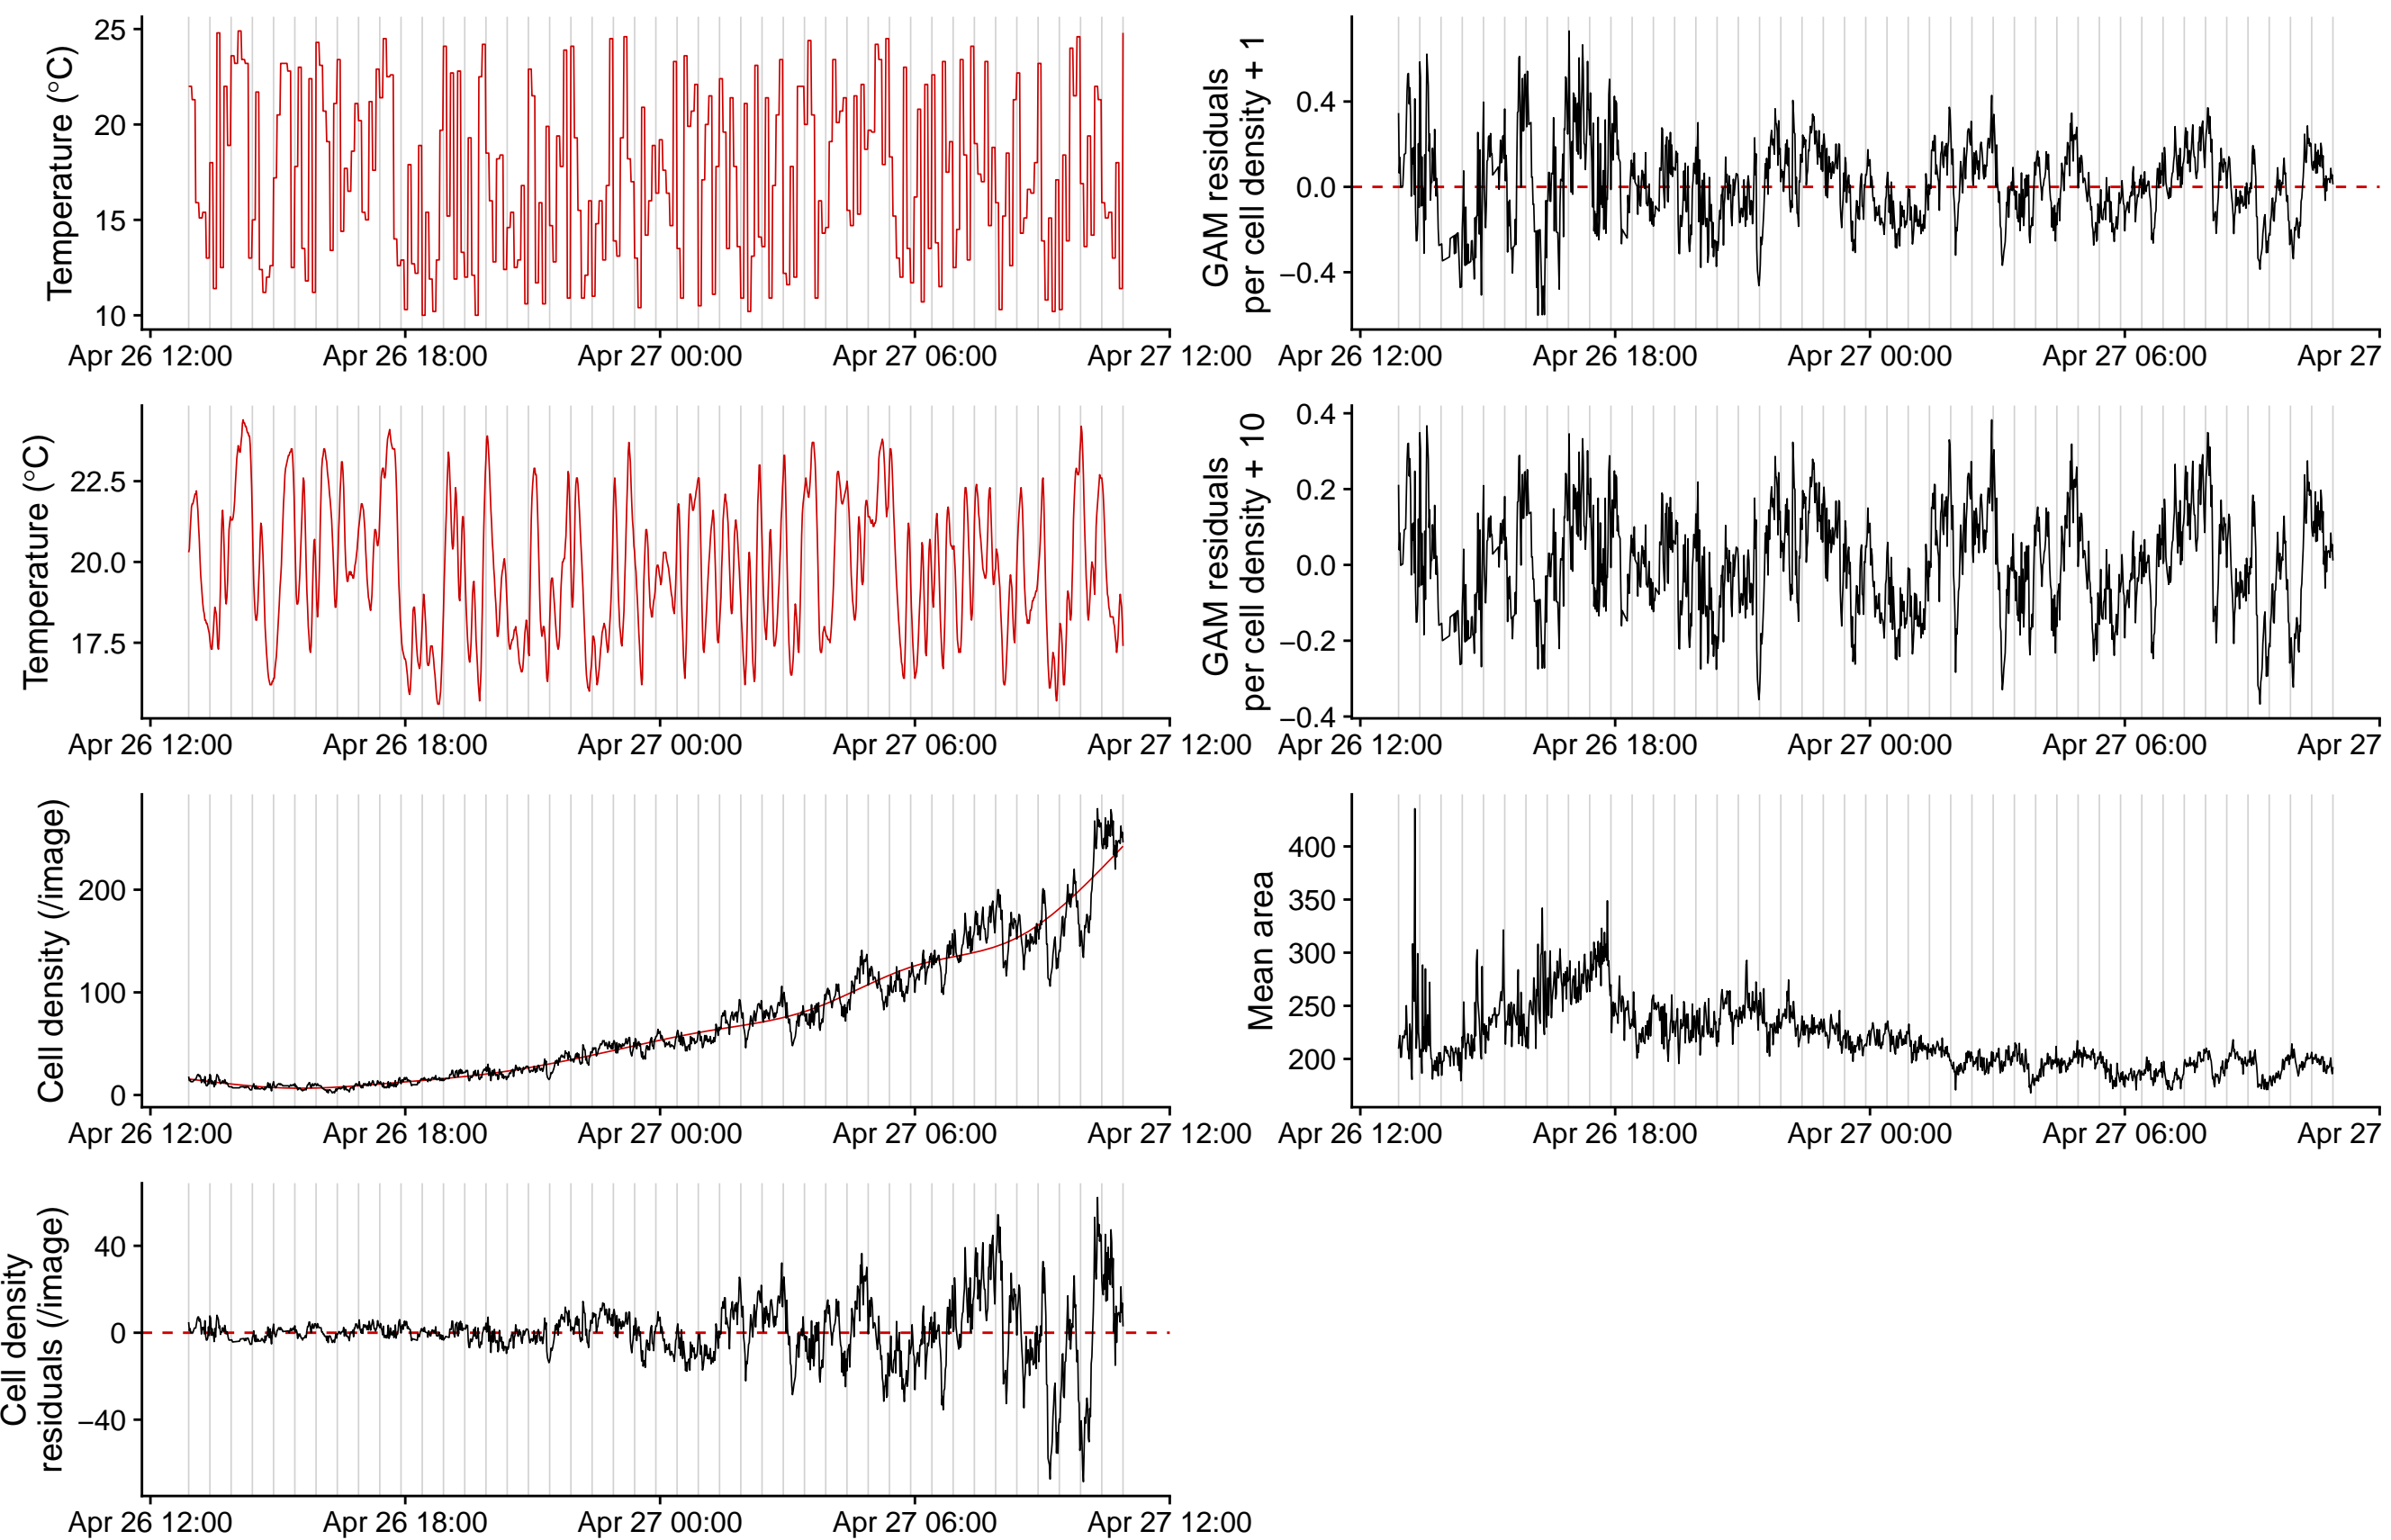 Temperature (°C)
25
20
15
10
Apr 26 12:00 Apr 26 18:00 Apr 27 00:00 Apr 27 06:00 Apr 27 12:00
GAM residuals
per cell density + 1
0.4
0.0
−0.4
Apr 26 12:00 Apr 26 18:00 Apr 27 00:00 Apr 27 06:00 Apr 27
Temperature (°C)
22.5
20.0
17.5
Apr 26 12:00 Apr 26 18:00 Apr 27 00:00 Apr 27 06:00 Apr 27 12:00
GAM residuals
per cell density + 10
0.4
0.2
0.0
−0.2
−0.4
Apr 26 12:00 Apr 26 18:00 Apr 27 00:00 Apr 27 06:00 Apr 27
Cell density (/image)
200
100
0
Apr 26 12:00 Apr 26 18:00 Apr 27 00:00 Apr 27 06:00 Apr 27 12:00
Mean area
400
350
300
250
200
Apr 26 12:00 Apr 26 18:00 Apr 27 00:00 Apr 27 06:00 Apr 27
Cell density
residuals (/image)
40
0
−40
Apr 26 12:00 Apr 26 18:00 Apr 27 00:00 Apr 27 06:00 Apr 27 12:00